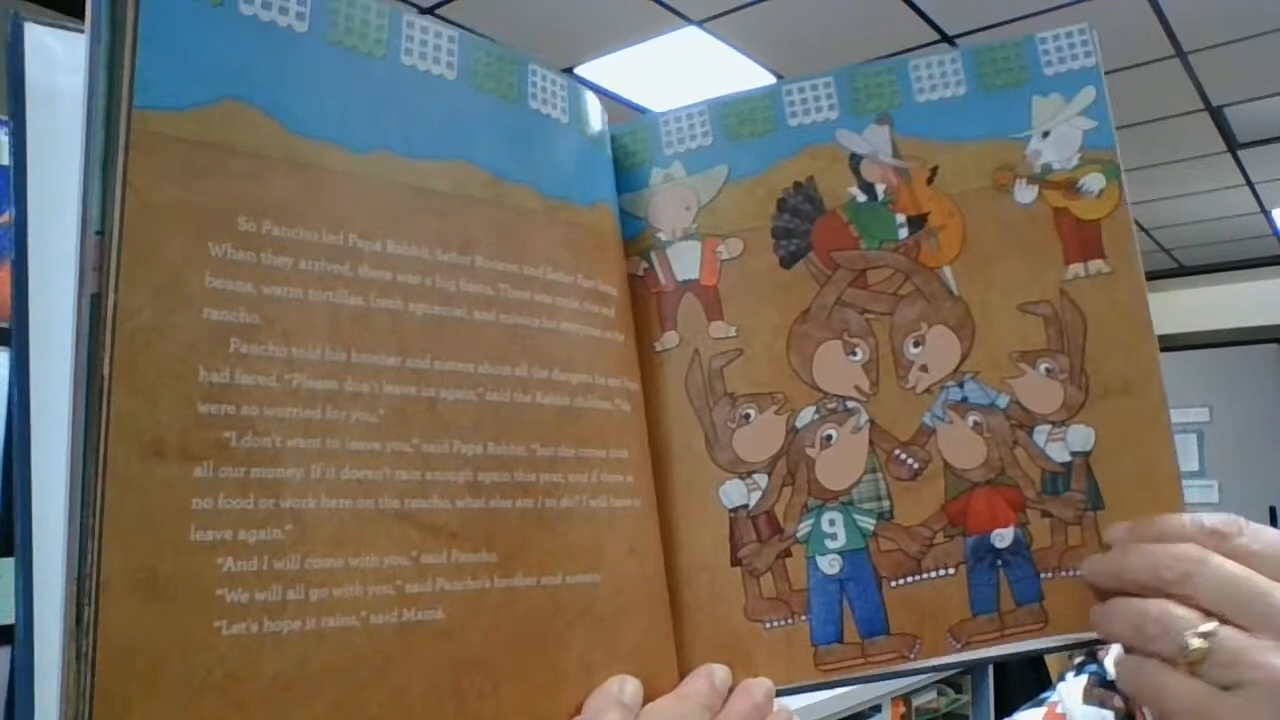 So Pancho led Papá Rabbit, Señor Rooster, and Señor Ram home.
When they arrived, there was a big fiesta. There was mole, rice and
beans, warm tortillas, fresh aguamiel, and música for everyone on the
rancho.
Pancho told his brother and sisters about all the dangers he and Papá
had faced. "Please don't leave us again," said the Rabbit children. "We
were so worried for you."
"I don't want to leave you," said Papá Rabbit, "but the crows took
all our money. If it doesn't rain enough again this year, and if there is
no food or work here on the rancho, what else am I to do? I will have to
leave again."
"And I will come with you," said Pancho.
"We will all go with you," said Pancho's brother and sisters.
"Let's hope it rains," said Mamá.
9